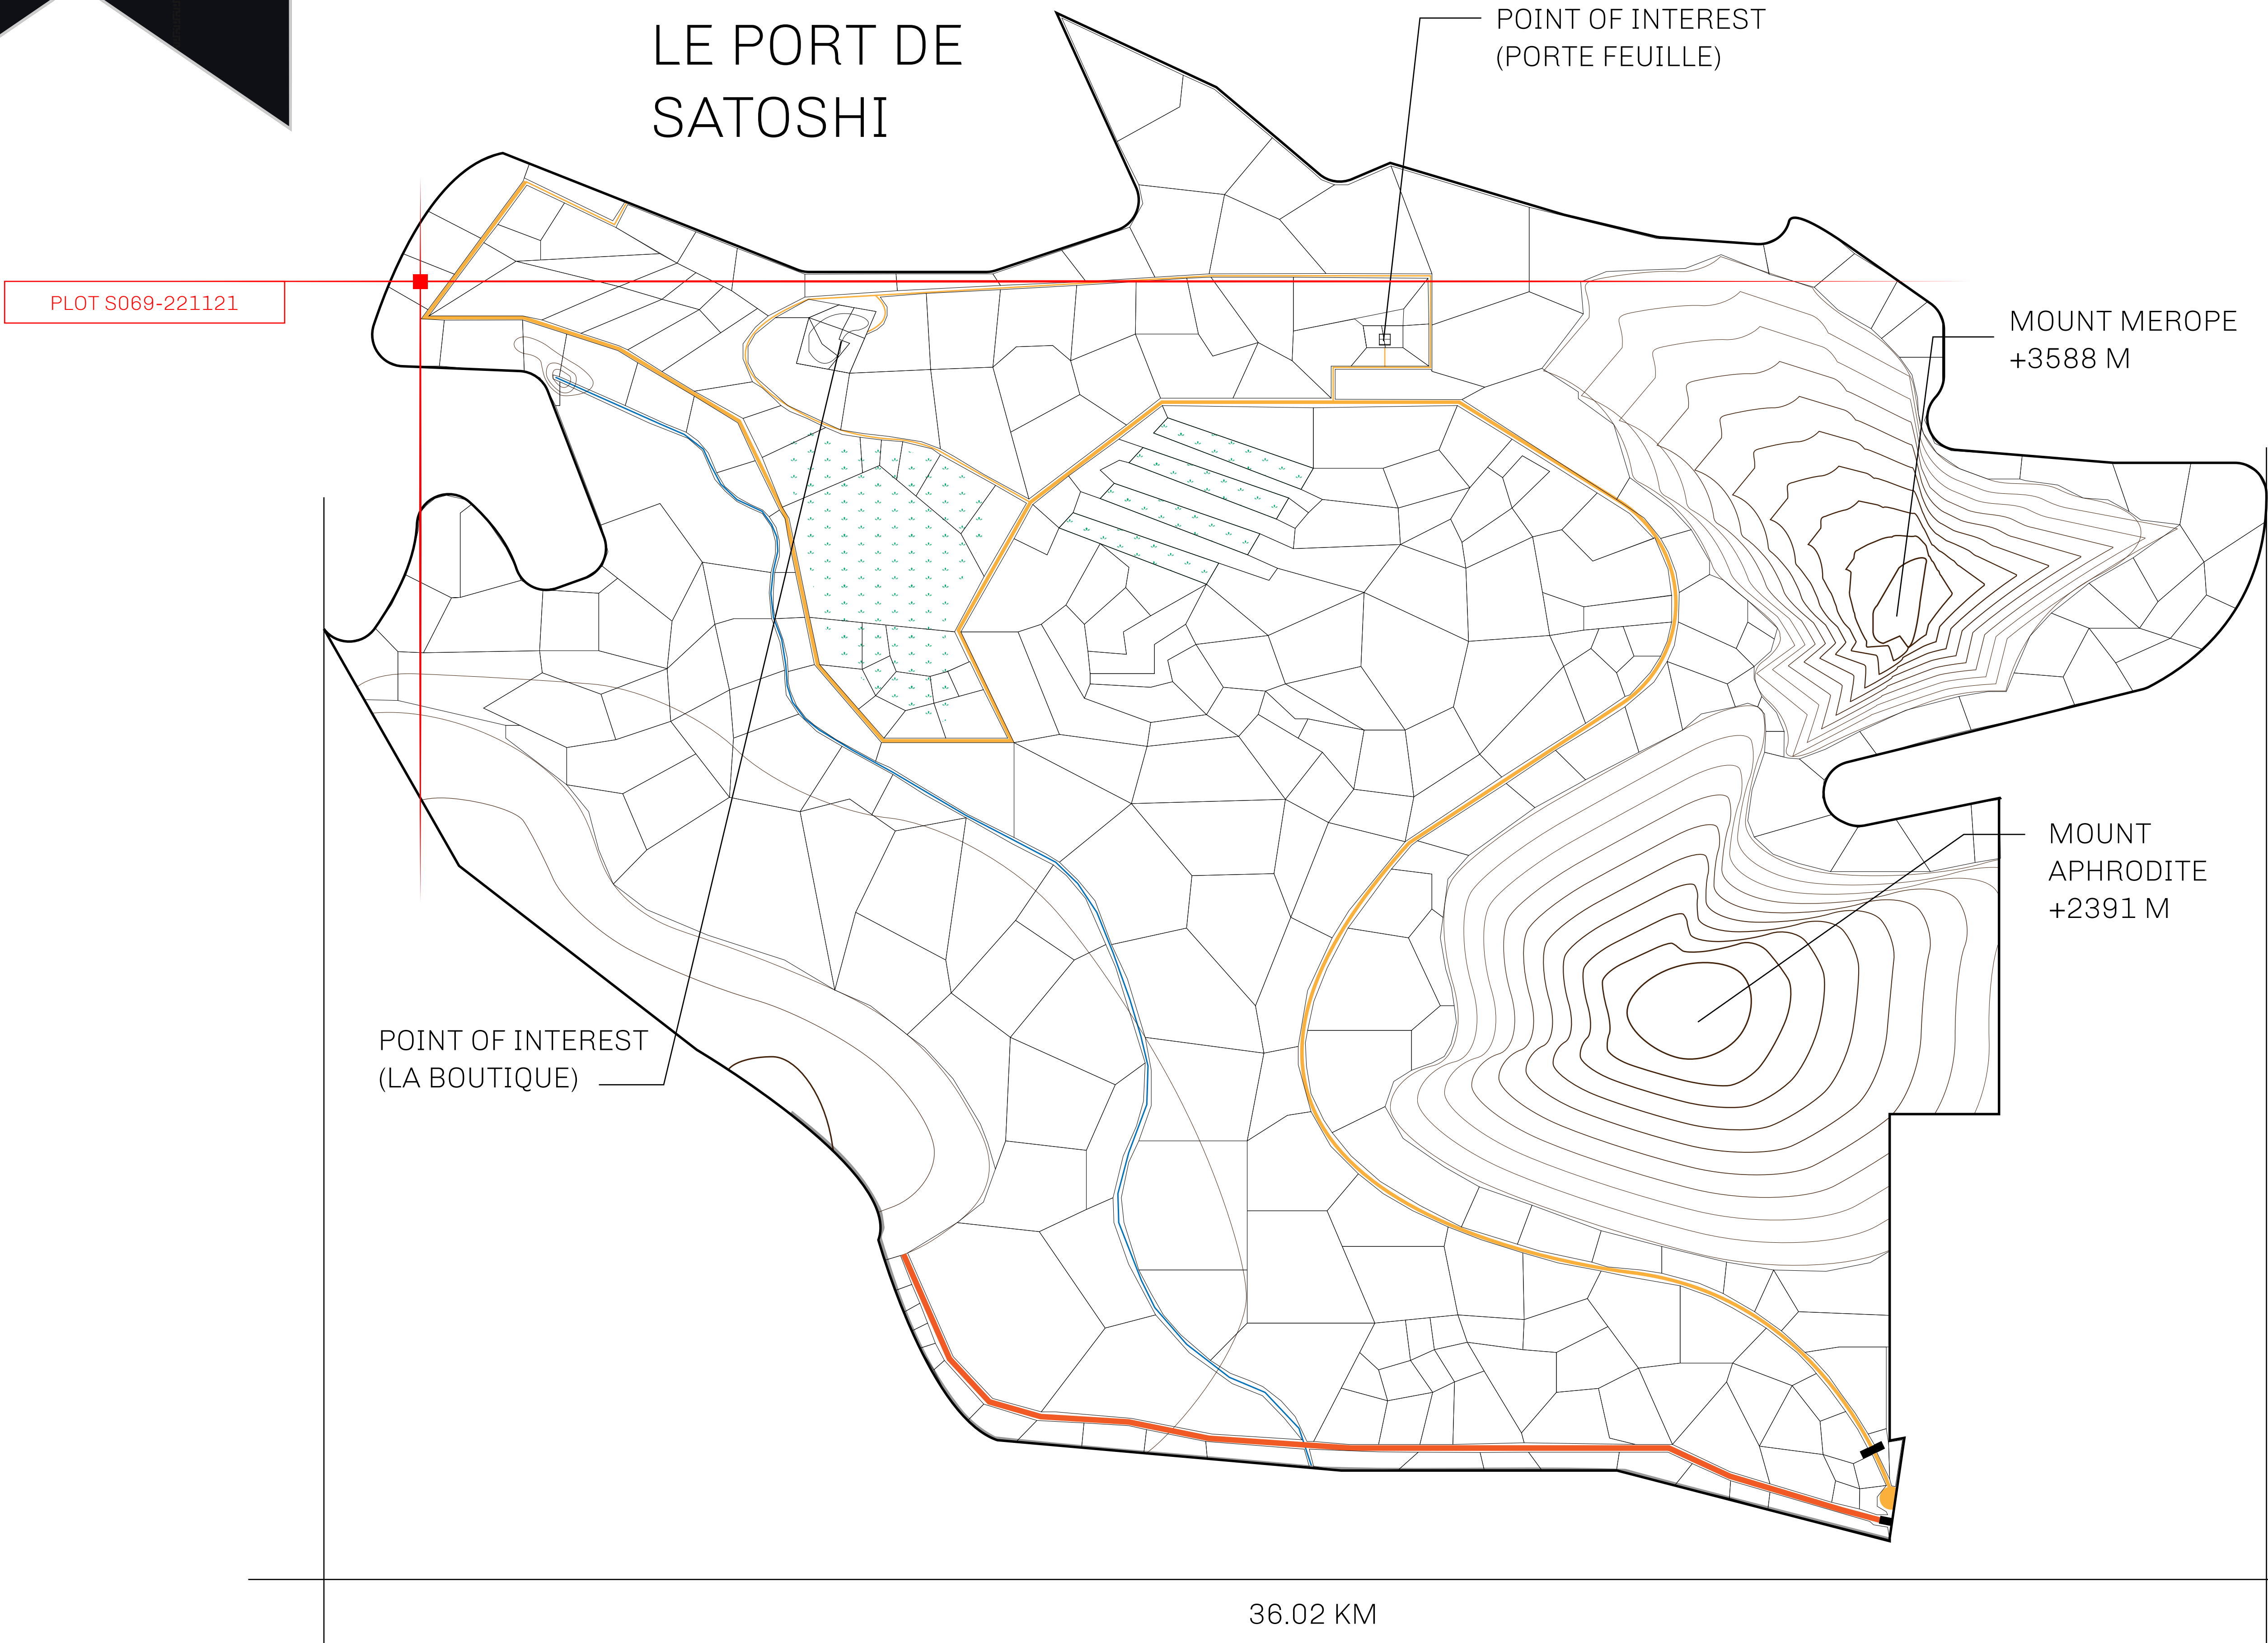 LE PORT DE
SATOSHI
POINT OF INTEREST
(PORTE FEUILLE)
PLOT S069-221121
MOUNT MEROPE
+3588 M
MOUNT
APHRODITE
+2391 M
POINT OF INTEREST
(LA BOUTIQUE)
36.02 KM